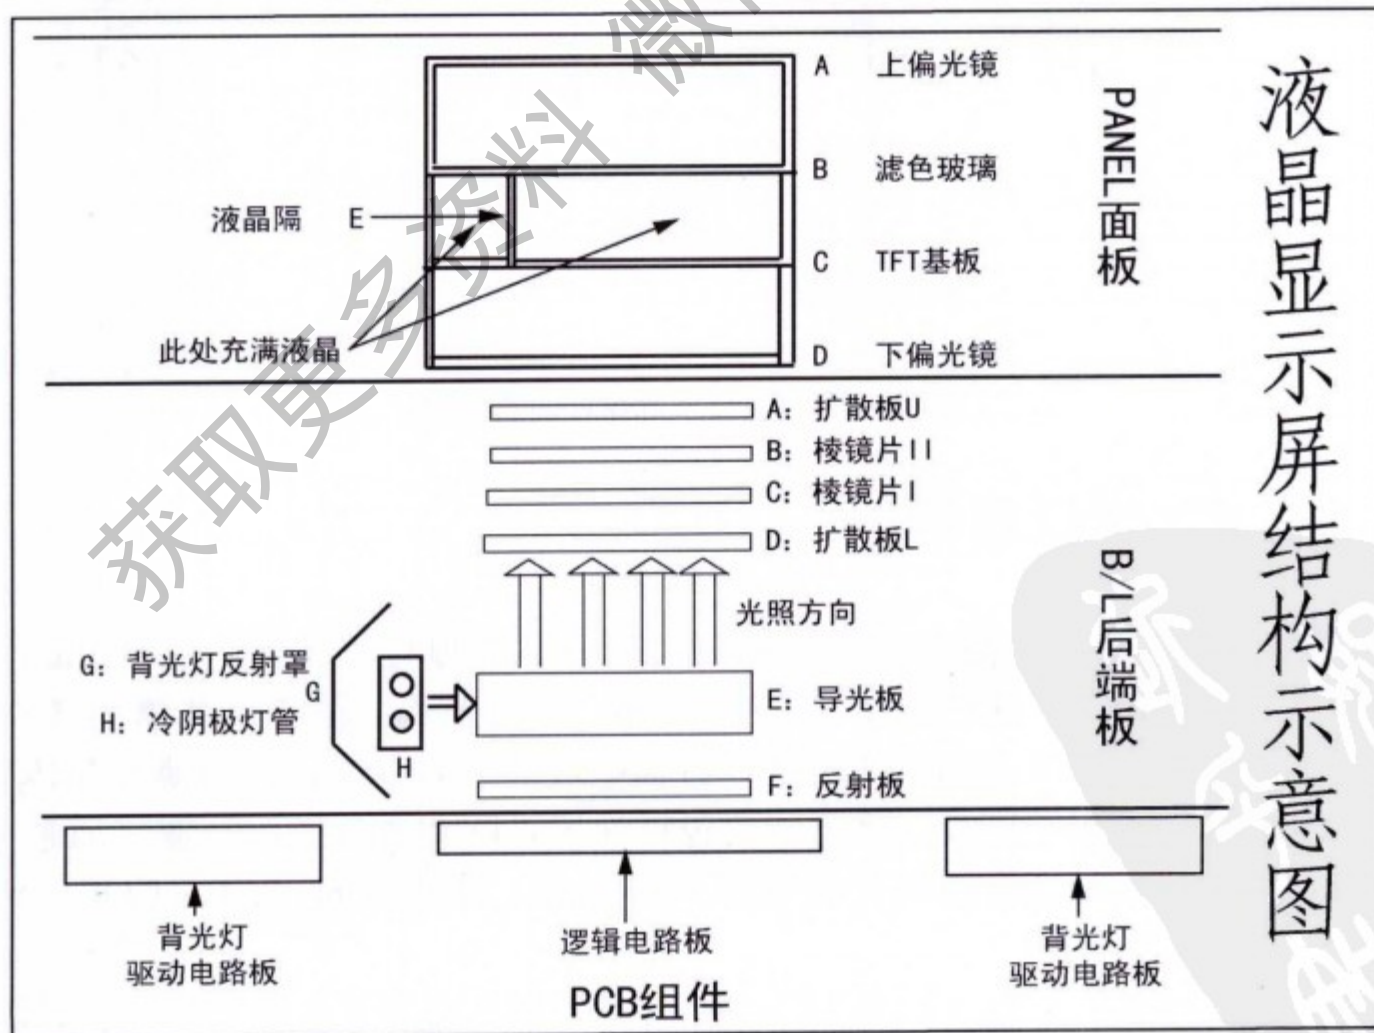 A 上偏光镜
B 滤色玻璃
液晶隔 E
C TFT基板
此处充满液晶
D 下偏光镜
PANEL面板
液晶显示屏结构示意图
A: 扩散板U
B: 棱镜片II
C: 棱镜片I
D: 扩散板L
光照方向
G: 背光灯反射罩
G
H: 冷阴极灯管
H
E: 导光板
F: 反射板
B/L后端板
背光灯
驱动电路板
逻辑电路板
背光灯
驱动电路板
PCB组件
获取更多资料 微